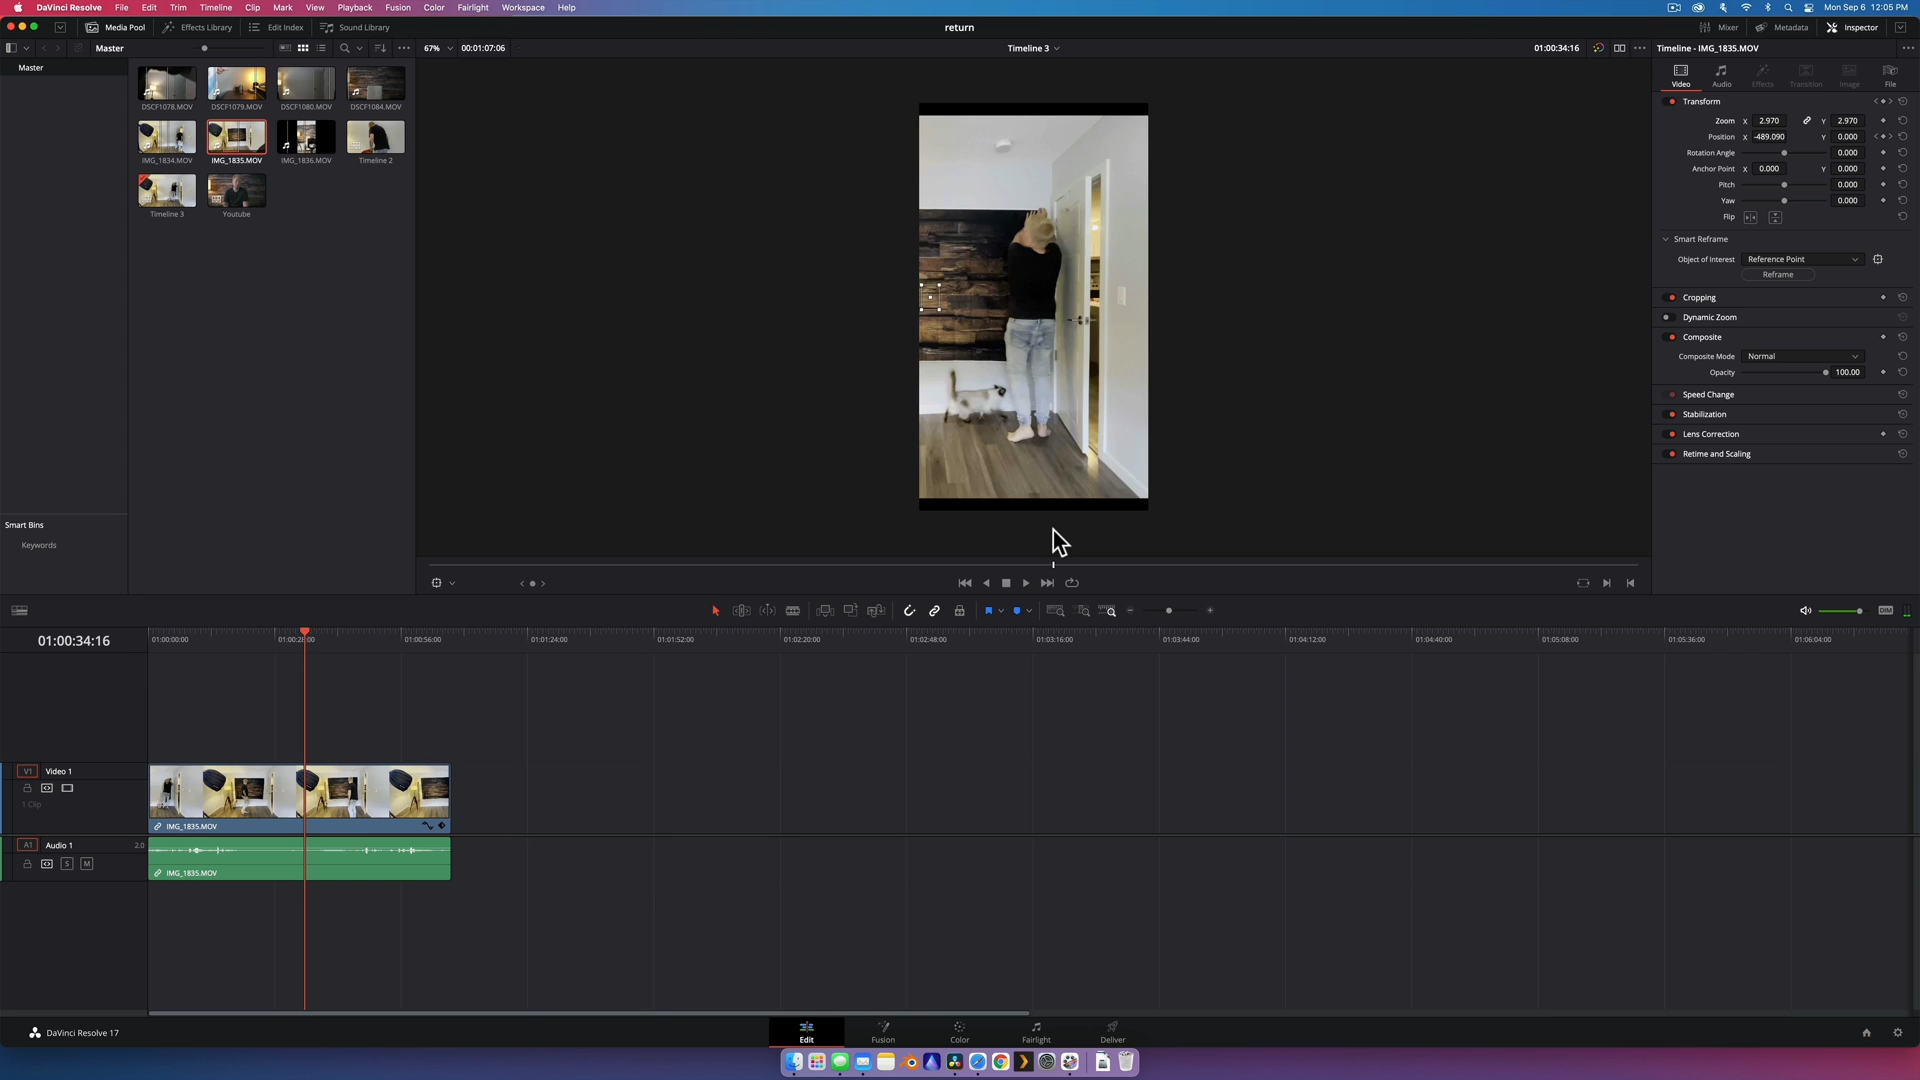 DaVinci Resolve File Edit Trim Timeline Clip Mark View Playback Fusion Color Fairlight Workspace Help
Mon Sep 6 12:05 PM
Media Pool Effects Library Edit Index Sound Library
return
Mixer Metadata Inspector
Master
67% 00:01:07:06
Timeline 3
01:00:34:16
Timeline - IMG_1835.MOV
Master
DSCF1078.MOV DSCF1079.MOV DSCF1080.MOV DSCF1084.MOV
IMG_1834.MOV IMG_1835.MOV IMG_1836.MOV Timeline 2
Timeline 3 Youtube
Smart Bins
Keywords
Video Audio Effects Transition Image File
Transform
Zoom X 2.970 Y 2.970
Position X -489.090 Y 0.000
Rotation Angle 0.000
Anchor Point X 0.000 Y 0.000
Pitch 0.000
Yaw 0.000
Flip
Smart Reframe
Object of Interest Reference Point
Reframe
Cropping
Dynamic Zoom
Composite
Composite Mode Normal
Opacity 100.00
Speed Change
Stabilization
Lens Correction
Retime and Scaling
DIM
01:00:34:16
01:00:00:00 01:00:28:00 01:00:56:00 01:01:24:00 01:01:52:00 01:02:20:00 01:02:48:00 01:03:16:00 01:03:44:00 01:04:12:00 01:04:40:00 01:05:08:00 01:05:36:00 01:06:04:00
V1 Video 1
1 Clip
IMG_1835.MOV
A1 Audio 1 2.0
S M
IMG_1835.MOV
DaVinci Resolve 17
Edit Fusion Color Fairlight Deliver